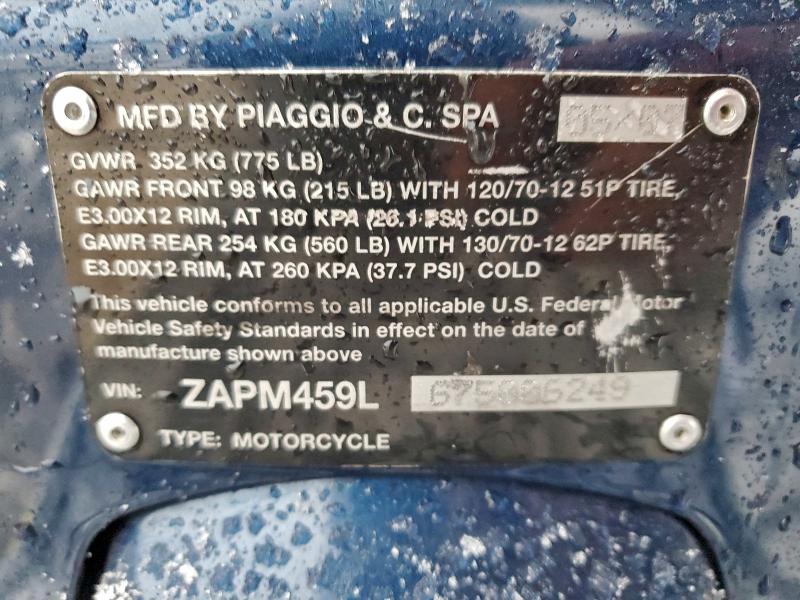 MFD BY PIAGGIO & C. SPA
GVWR 352 KG (775 LB)
GAWR FRONT 98 KG (215 LB) WITH 120/70-12 51P TIRE,
E3.00X12 RIM, AT 180 KPA (26.1 PSI) COLD
GAWR REAR 254 KG (560 LB) WITH 130/70-12 62P TIRE,
E3.00X12 RIM, AT 260 KPA (37.7 PSI) COLD
This vehicle conforms to all applicable U.S. Federal Motor
Vehicle Safety Standards in effect on the date of
manufacture shown above
VIN: ZAPM459L
TYPE: MOTORCYCLE